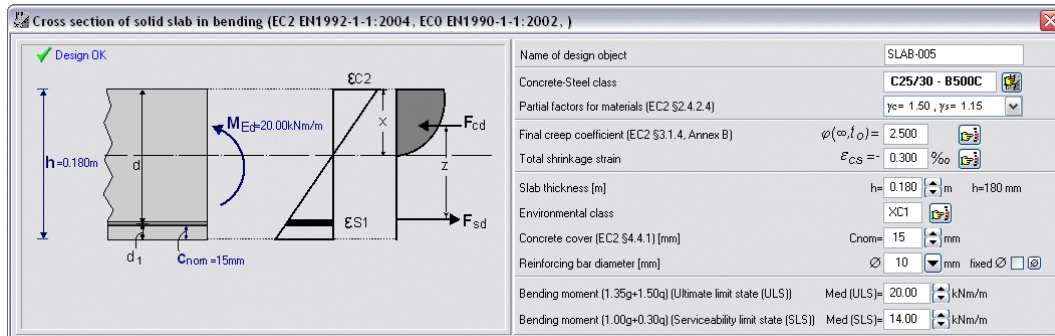 Cross section of solid slab in bending (EC2 EN1992-1-1:2004, EC0 EN1990-1-1:2002, )
Design OK
εC2
MEd=20.00kNm/m
x
Fcd
h=0.180m
d
z
εS1
Fsd
d1
Cnom =15mm
Name of design object SLAB-005
Concrete-Steel class C25/30 - B500C
Partial factors for materials (EC2 §2.4.2.4) γc= 1.50 , γs= 1.15
Final creep coefficient (EC2 §3.1.4, Annex B) φ(∞,to)= 2.500
Total shrinkage strain εcs =- 0.300 ‰
Slab thickness [m] h= 0.180 m h=180 mm
Environmental class XC1
Concrete cover (EC2 §4.4.1) [mm] Cnom= 15 mm
Reinforcing bar diameter [mm] Ø 10 mm fixed Ø Ø
Bending moment (1.35g+1.50q) (Ultimate limit state (ULS)) Med (ULS)= 20.00 kNm/m
Bending moment (1.00g+0.30q) (Serviceability limit state (SLS)) Med (SLS)= 14.00 kNm/m